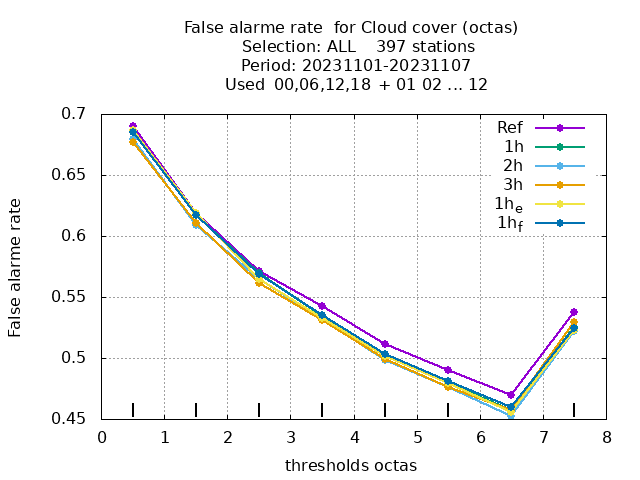 False alarme rate  for Cloud cover (octas)
Selection: ALL    397 stations
Period: 20231101-20231107
Used  00,06,12,18 + 01 02 ... 12
0.7
0.65
0.6
0.55
0.5
0.45
False alarme rate
Ref
1h
2h
3h
1h_e
1h_f
0 1 2 3 4 5 6 7 8
thresholds octas